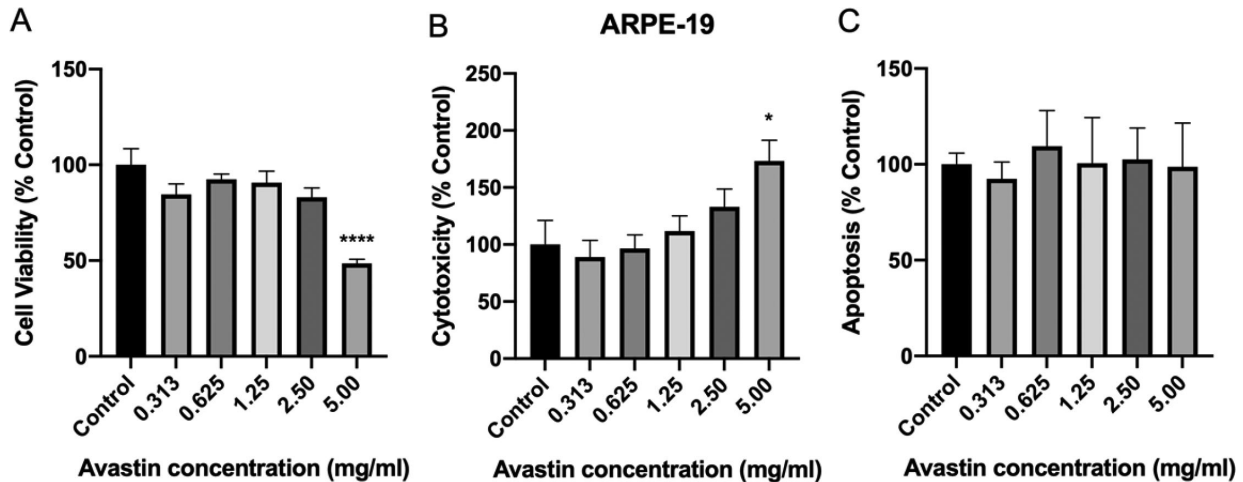 A
Cell Viability (% Control)
150
100
50
0
****
Control
0.313
0.625
1.25
2.50
5.00
Avastin concentration (mg/ml)
B
ARPE-19
Cytotoxicity (% Control)
250
200
150
100
50
0
*
Control
0.313
0.625
1.25
2.50
5.00
Avastin concentration (mg/ml)
C
Apoptosis (% Control)
150
100
50
0
Control
0.313
0.625
1.25
2.50
5.00
Avastin concentration (mg/ml)